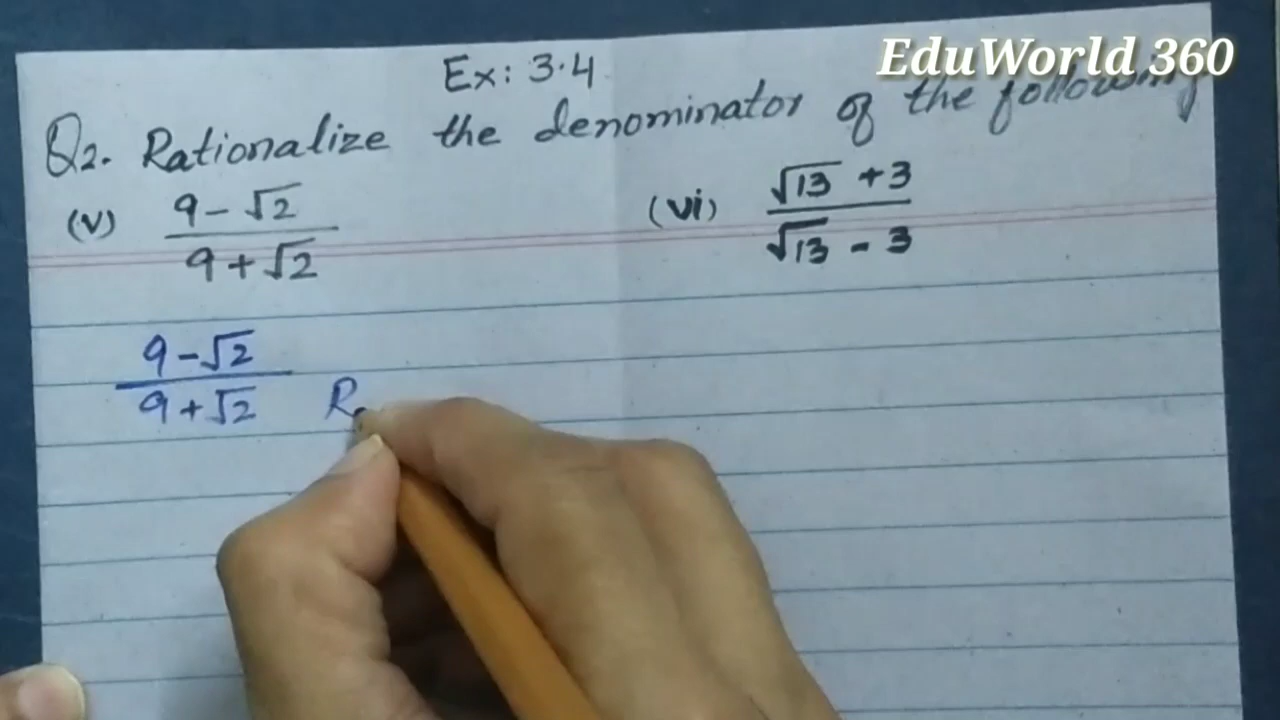 EduWorld 360
Ex: 3.4
Q2. Rationalize the denominator of the following
(v) 9 - √2 / 9 + √2
(vi) √13 + 3 / √13 - 3
9 - √2 / 9 + √2